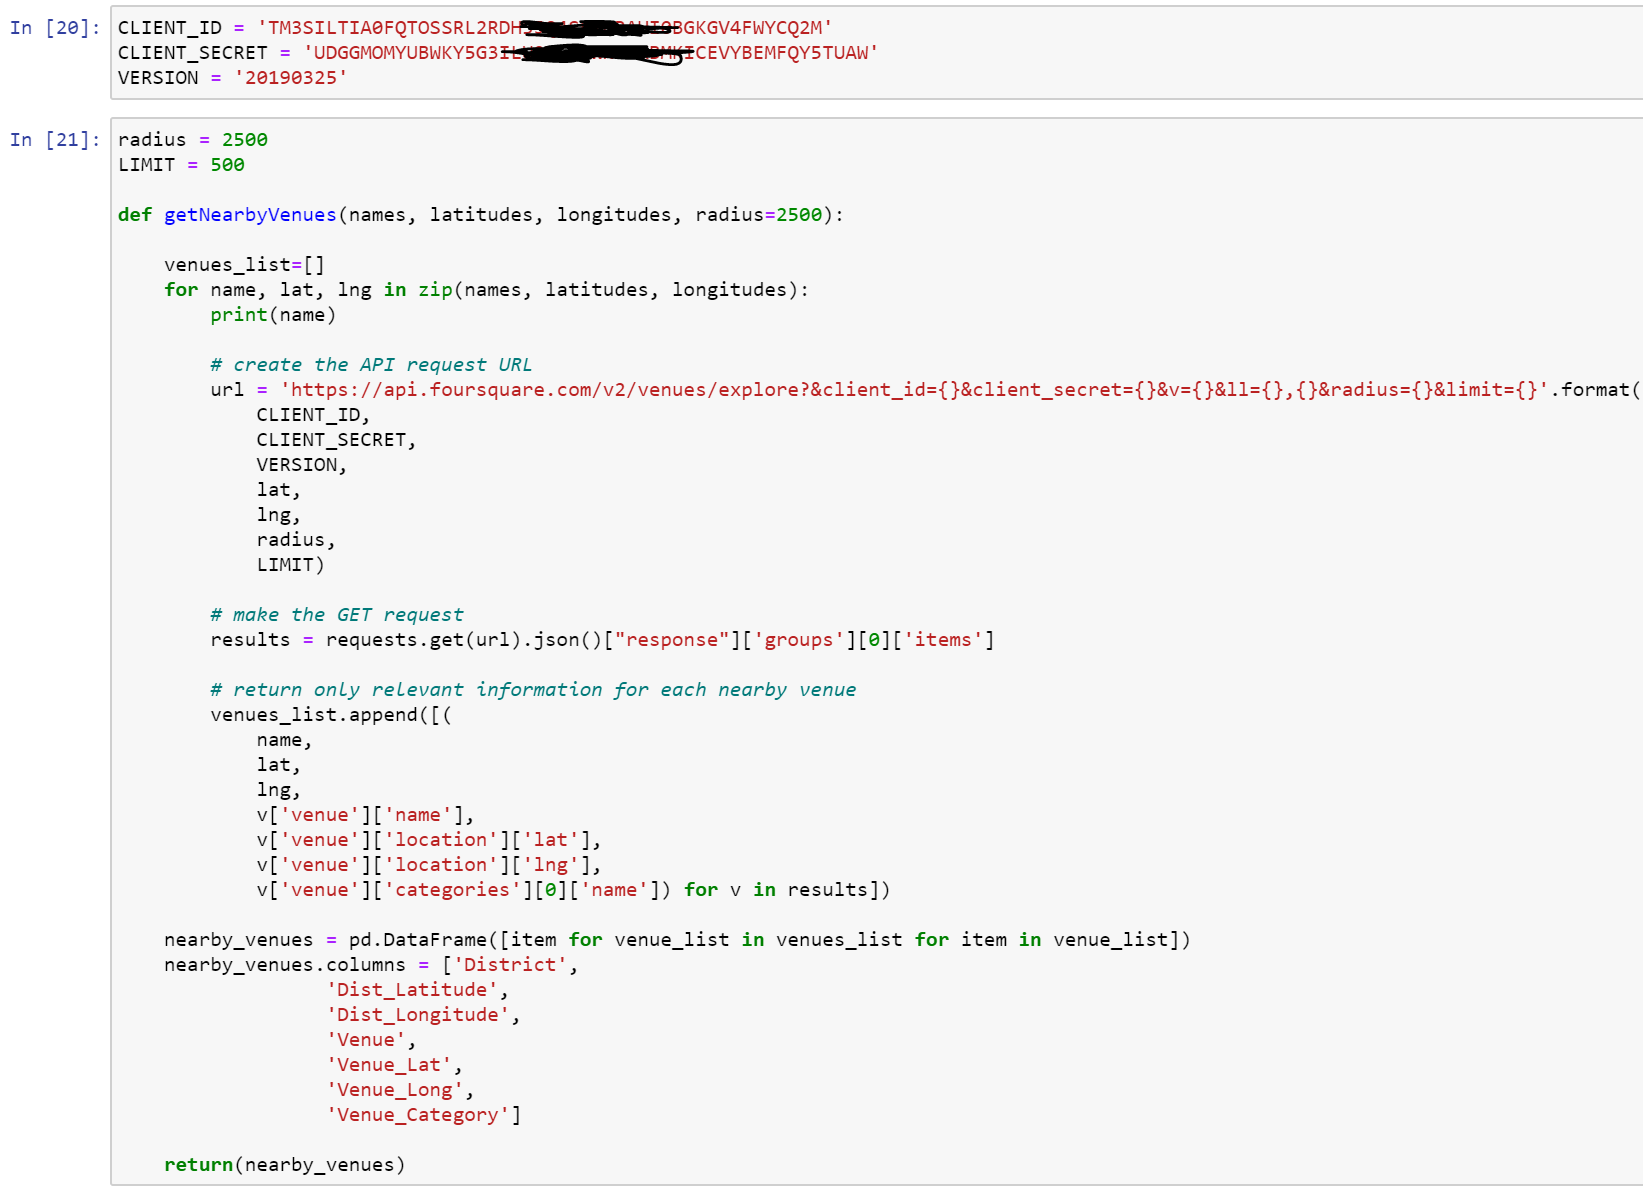 In [20]: CLIENT_ID = 'TM3SILTIA0FQTOSSRL2RDH BGKGV4FWYCQ2M'
CLIENT_SECRET = 'UDGGMOMYUBWKY5G3 CEVYBEMFQY5TUAW'
VERSION = '20190325'
In [21]: radius = 2500
LIMIT = 500
def getNearbyVenues(names, latitudes, longitudes, radius=2500):
venues_list=[]
for name, lat, lng in zip(names, latitudes, longitudes):
print(name)
# create the API request URL
url = 'https://api.foursquare.com/v2/venues/explore?&client_id={}&client_secret={}&v={}&ll={},{}&radius={}&limit={}'.format(
CLIENT_ID,
CLIENT_SECRET,
VERSION,
lat,
lng,
radius,
LIMIT)
# make the GET request
results = requests.get(url).json()["response"]['groups'][0]['items']
# return only relevant information for each nearby venue
venues_list.append([(
name,
lat,
lng,
v['venue']['name'],
v['venue']['location']['lat'],
v['venue']['location']['lng'],
v['venue']['categories'][0]['name']) for v in results])
nearby_venues = pd.DataFrame([item for venue_list in venues_list for item in venue_list])
nearby_venues.columns = ['District',
'Dist_Latitude',
'Dist_Longitude',
'Venue',
'Venue_Lat',
'Venue_Long',
'Venue_Category']
return(nearby_venues)